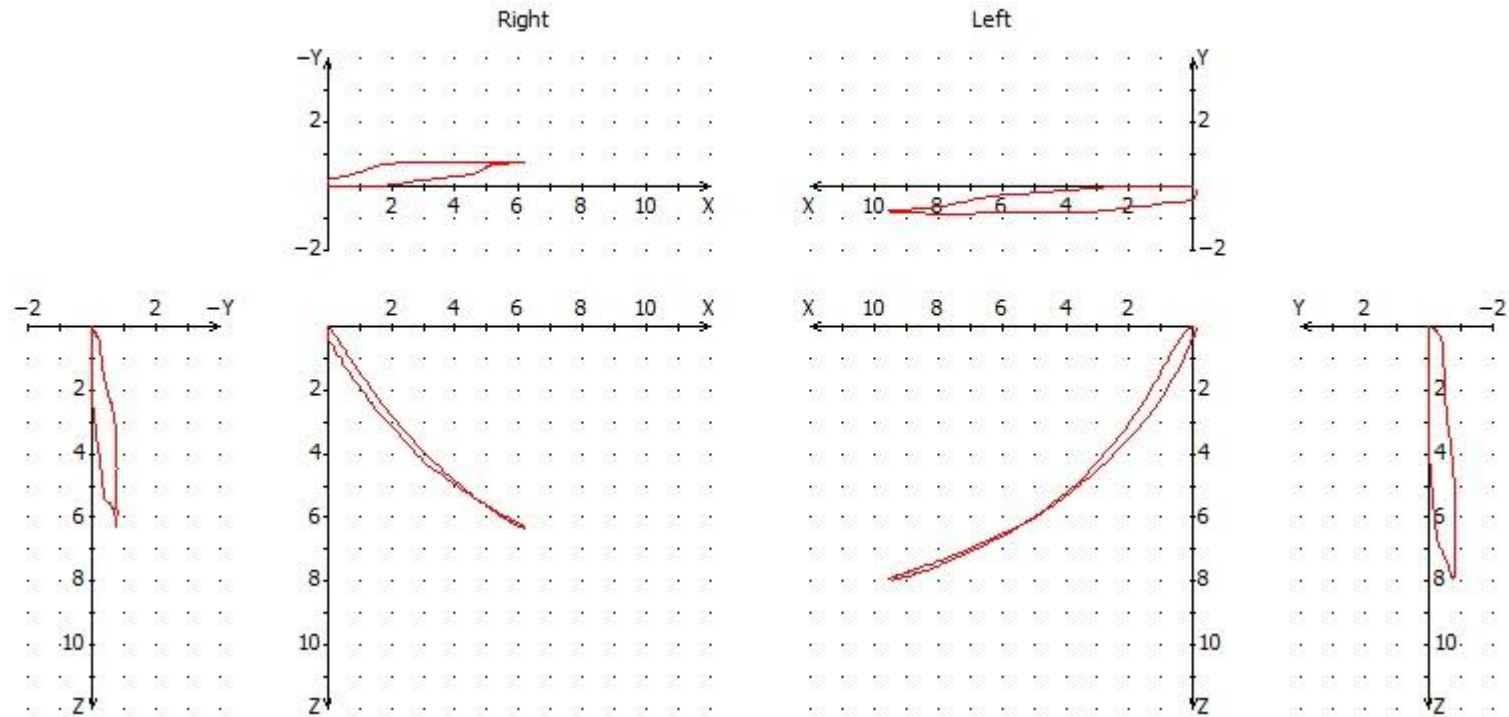 Right Left
−Y Y
2 2
2 4 6 8 10 X X 10 8 6 4 2
−2 −2
−2 2 −Y 2 4 6 8 10 X X 10 8 6 4 2 Y 2 −2
2 2 2 2
4 4 4 4
6 6 6 6
8 8 8 8
10 10 10 10
Z Z Z Z